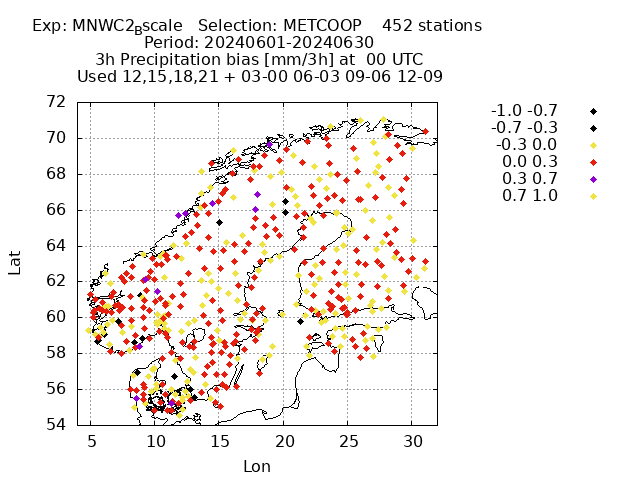 Exp: MNWC2Bscale   Selection: METCOOP    452 stations
Period: 20240601-20240630
3h Precipitation bias [mm/3h] at  00 UTC
Used 12,15,18,21 + 03-00 06-03 09-06 12-09
72
70
68
66
64
62
60
58
56
54
5 10 15 20 25 30
Lat
Lon
-1.0 -0.7
-0.7 -0.3
-0.3 0.0
0.0 0.3
0.3 0.7
0.7 1.0